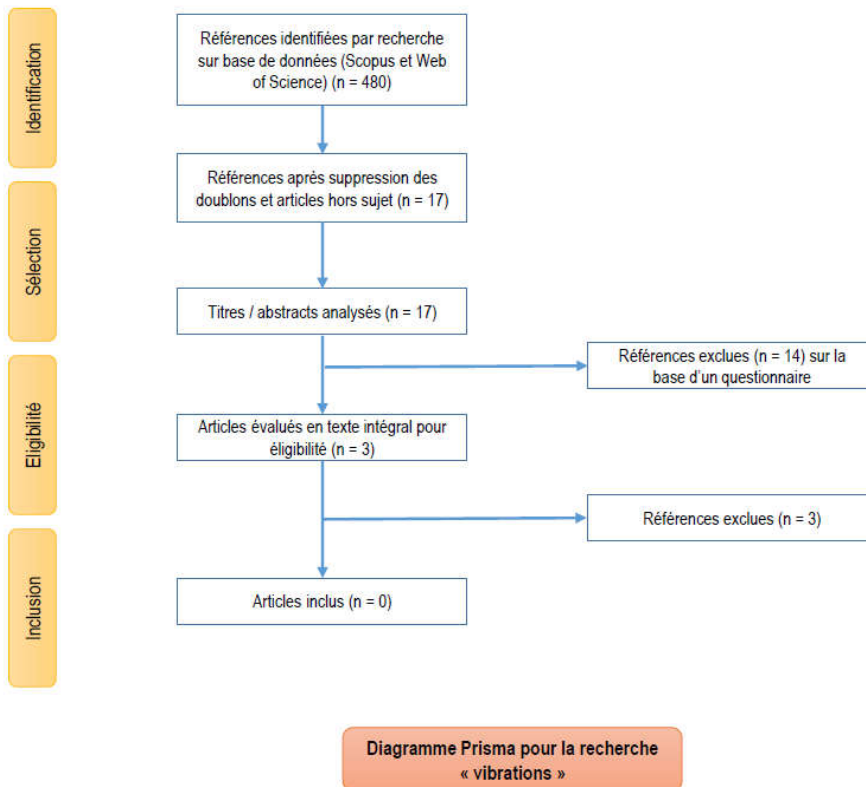 Identification
Références identifiées par recherche
sur base de données (Scopus et Web
of Science) (n = 480)
Références après suppression des
doublons et articles hors sujet (n = 17)
Sélection
Titres / abstracts analysés (n = 17)
Références exclues (n = 14) sur la
base d'un questionnaire
Eligibilité
Articles évalués en texte intégral pour
éligibilité (n = 3)
Références exclues (n = 3)
Inclusion
Articles inclus (n = 0)
Diagramme Prisma pour la recherche
« vibrations »